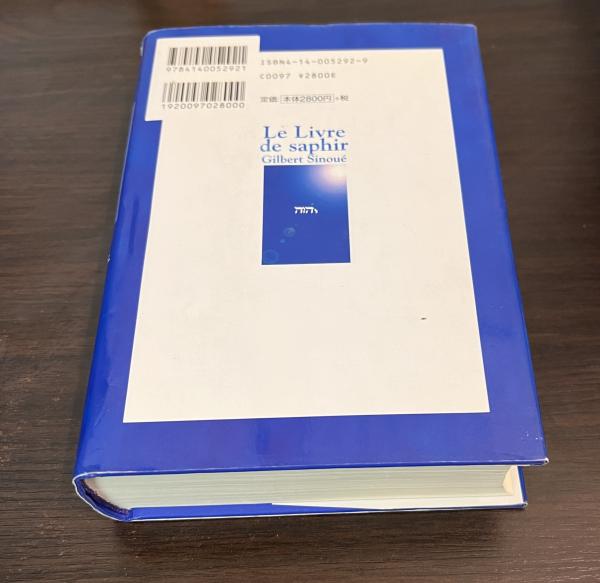 9784140052921
1920097028000
ISBN4-14-005292-9
C0097 ¥2800E
定価:本体2800円+税
Le Livre
de saphir
Gilbert Sinoué
יהוה